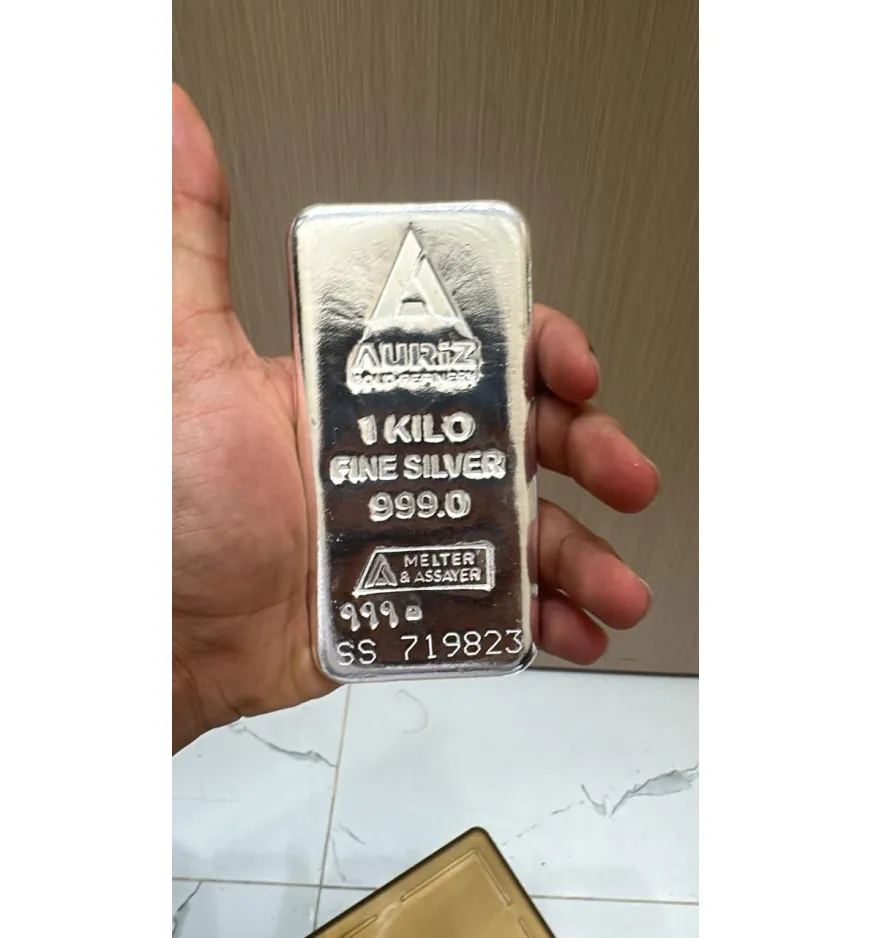 AURiZ
GOLD REFINERY
1 KILO
FINE SILVER
999.0
MELTER
& ASSAYER
999
SS 719823